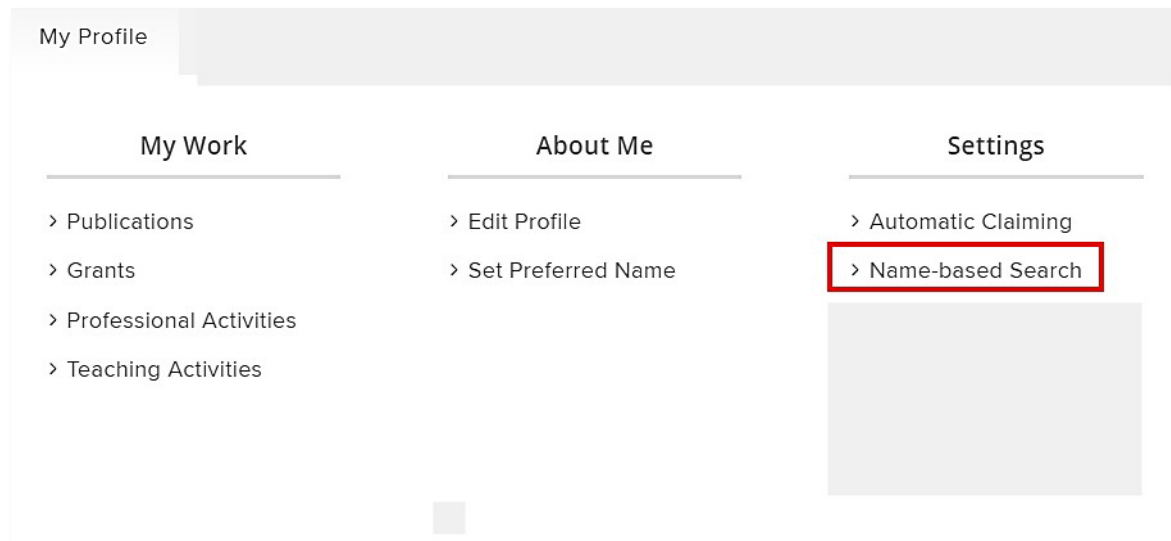 My Profile
My Work
> Publications
> Grants
> Professional Activities
> Teaching Activities
About Me
> Edit Profile
> Set Preferred Name
Settings
> Automatic Claiming
> Name-based Search